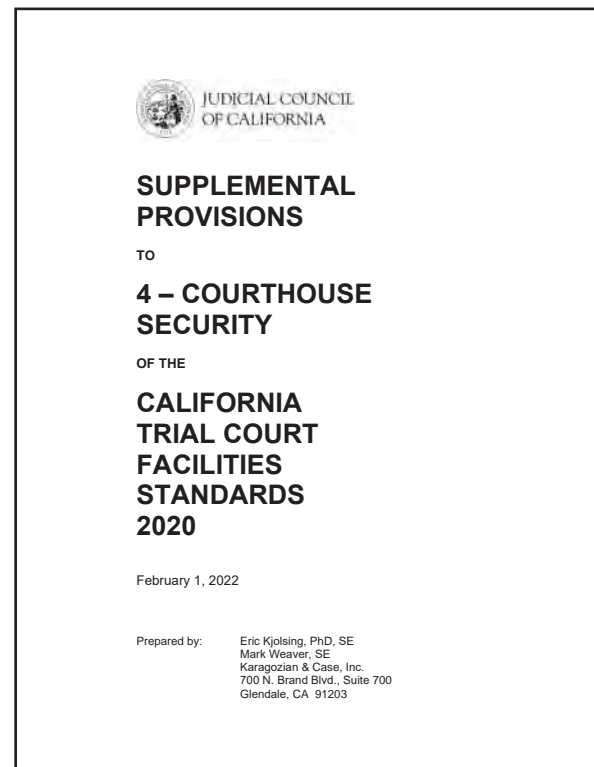 JUDICIAL COUNCIL
OF CALIFORNIA
SUPPLEMENTAL
PROVISIONS
TO
4 – COURTHOUSE
SECURITY
OF THE
CALIFORNIA
TRIAL COURT
FACILITIES
STANDARDS
2020
February 1, 2022
Prepared by: Eric Kjolsing, PhD, SE
Mark Weaver, SE
Karagozian & Case, Inc.
700 N. Brand Blvd., Suite 700
Glendale, CA 91203